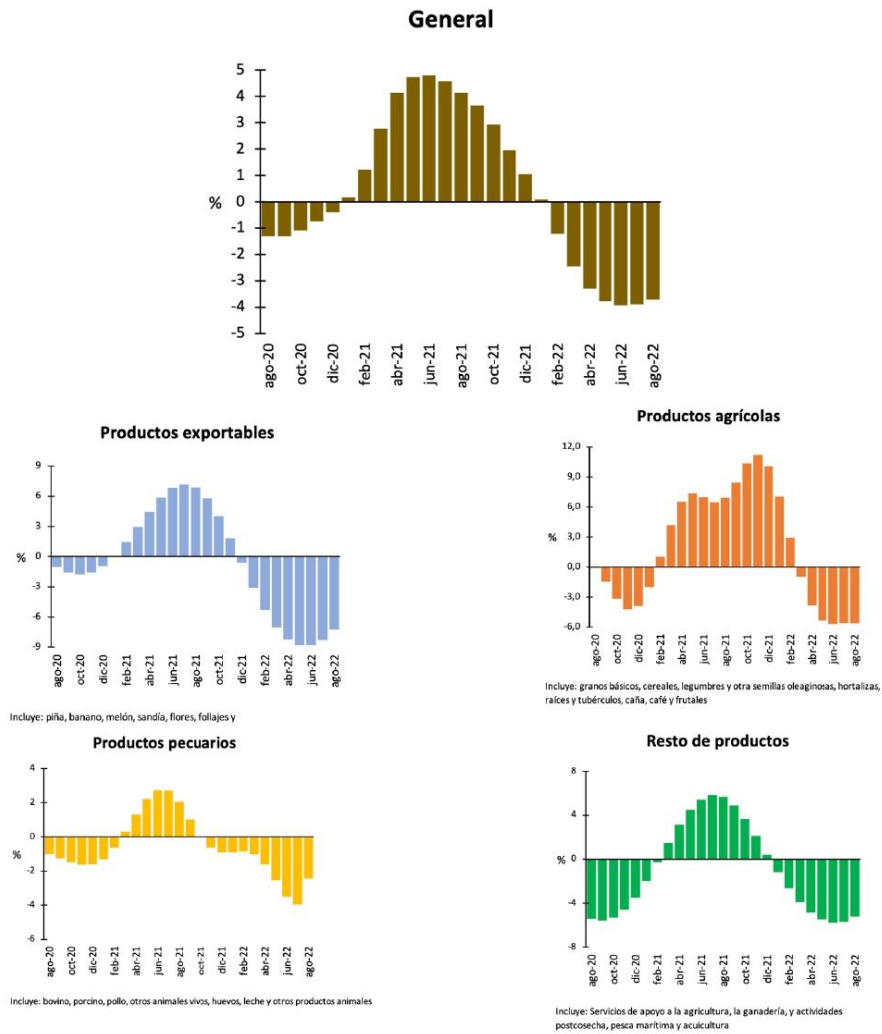 General
5
4
3
2
1
0
-1
-2
-3
-4
-5
%
ago-20
oct-20
dic-20
feb-21
abr-21
jun-21
ago-21
oct-21
dic-21
feb-22
abr-22
jun-22
ago-22
Productos exportables
9
6
3
0
-3
-6
-9
%
ago-20
oct-20
dic-20
feb-21
abr-21
jun-21
ago-21
oct-21
dic-21
feb-22
abr-22
jun-22
ago-22
Incluye: piña, banano, melón, sandía, flores, follajes y
Productos agrícolas
12,0
9,0
6,0
3,0
0,0
-3,0
-6,0
%
ago-20
oct-20
dic-20
feb-21
abr-21
jun-21
ago-21
oct-21
dic-21
feb-22
abr-22
jun-22
ago-22
Incluye: granos básicos, cereales, legumbres y otra semillas oleaginosas, hortalizas,
raíces y tubérculos, caña, café y frutales
Productos pecuarios
4
2
0
-2
-4
-6
%
ago-20
oct-20
dic-20
feb-21
abr-21
jun-21
ago-21
oct-21
dic-21
feb-22
abr-22
jun-22
ago-22
Incluye: bovino, porcino, pollo, otros animales vivos, huevos, leche y otros productos animales
Resto de productos
8
4
0
-4
-8
%
ago-20
oct-20
dic-20
feb-21
abr-21
jun-21
ago-21
oct-21
dic-21
feb-22
abr-22
jun-22
ago-22
Incluye: Servicios de apoyo a la agricultura, la ganadería, y actividades
postcosecha, pesca marítima y acuicultura